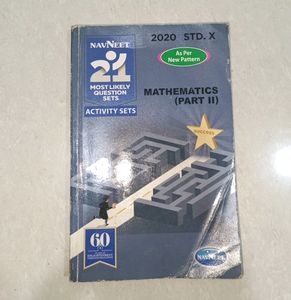 2020 STD. X
NAVNEET
21
MOST LIKELY
QUESTION
SETS
ACTIVITY SETS
As Per
New Pattern
MATHEMATICS
(PART II)
SUCCESS
60
NAVNEET